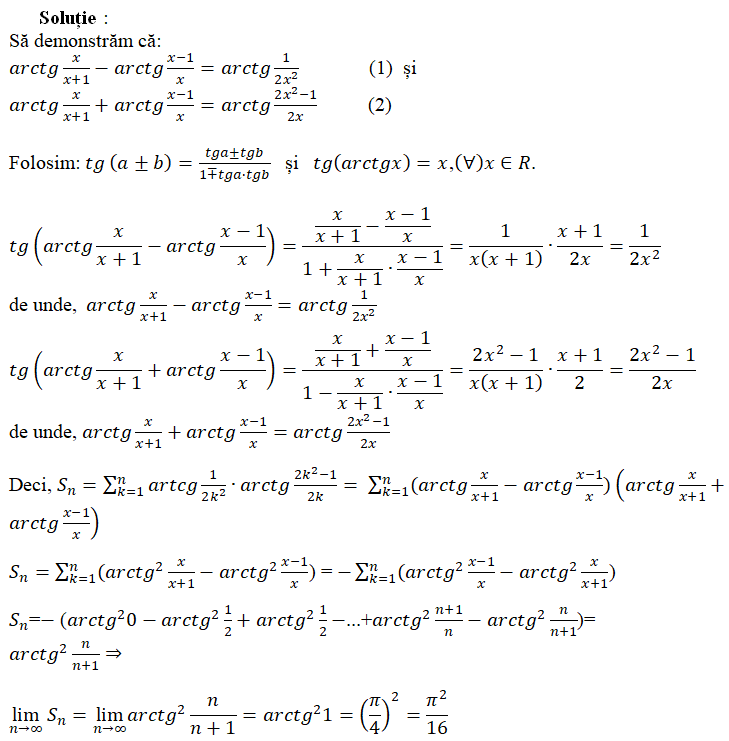 Soluție :
Să demonstrăm că:
arctg x/(x+1) − arctg (x−1)/x = arctg 1/(2x²) (1) și
arctg x/(x+1) + arctg (x−1)/x = arctg (2x²−1)/(2x) (2)
Folosim: tg (a ± b) = (tga±tgb)/(1∓tga·tgb) și tg(arctgx) = x,(∀)x ∈ R.
tg(arctg x/(x+1) − arctg (x−1)/x) = (x/(x+1) − (x−1)/x)/(1 + x/(x+1) · (x−1)/x) = 1/(x(x+1)) · (x+1)/(2x) = 1/(2x²)
de unde, arctg x/(x+1) − arctg (x−1)/x = arctg 1/(2x²)
tg(arctg x/(x+1) + arctg (x−1)/x) = (x/(x+1) + (x−1)/x)/(1 − x/(x+1) · (x−1)/x) = (2x²−1)/(x(x+1)) · (x+1)/2 = (2x²−1)/(2x)
de unde, arctg x/(x+1) + arctg (x−1)/x = arctg (2x²−1)/(2x)
Deci, Sₙ = ∑ₖ₌₁ⁿ artcg 1/(2k²) · arctg (2k²−1)/(2k) = ∑ₖ₌₁ⁿ(arctg x/(x+1) − arctg (x−1)/x) (arctg x/(x+1) +
arctg (x−1)/x)
Sₙ = ∑ₖ₌₁ⁿ(arctg² x/(x+1) − arctg² (x−1)/x) = − ∑ₖ₌₁ⁿ(arctg² (x−1)/x − arctg² x/(x+1))
Sₙ=− (arctg²0 − arctg² 1/2 + arctg² 1/2 −...+arctg² (n+1)/n − arctg² n/(n+1))=
arctg² n/(n+1) ⇒
lim n→∞ Sₙ = lim n→∞ arctg² n/(n+1) = arctg²1 = (π/4)² = π²/16